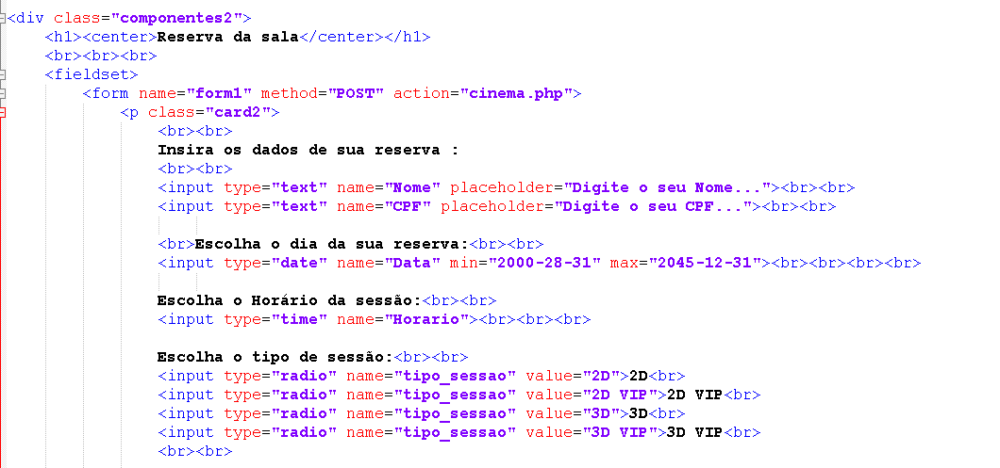 <div class="componentes2">
<h1><center>Reserva da sala</center></h1>
<br><br><br>
<fieldset>
<form name="form1" method="POST" action="cinema.php">
<p class="card2">
<br><br>
Insira os dados de sua reserva :
<br><br>
<input type="text" name="Nome" placeholder="Digite o seu Nome..."><br><br>
<input type="text" name="CPF" placeholder="Digite o seu CPF..."><br><br>
<br>Escolha o dia da sua reserva:<br><br>
<input type="date" name="Data" min="2000-28-31" max="2045-12-31"><br><br><br><br>
Escolha o Horário da sessão:<br><br>
<input type="time" name="Horario"><br><br><br>
Escolha o tipo de sessão:<br><br>
<input type="radio" name="tipo_sessao" value="2D">2D<br>
<input type="radio" name="tipo_sessao" value="2D VIP">2D VIP<br>
<input type="radio" name="tipo_sessao" value="3D">3D<br>
<input type="radio" name="tipo_sessao" value="3D VIP">3D VIP<br>
<br><br>